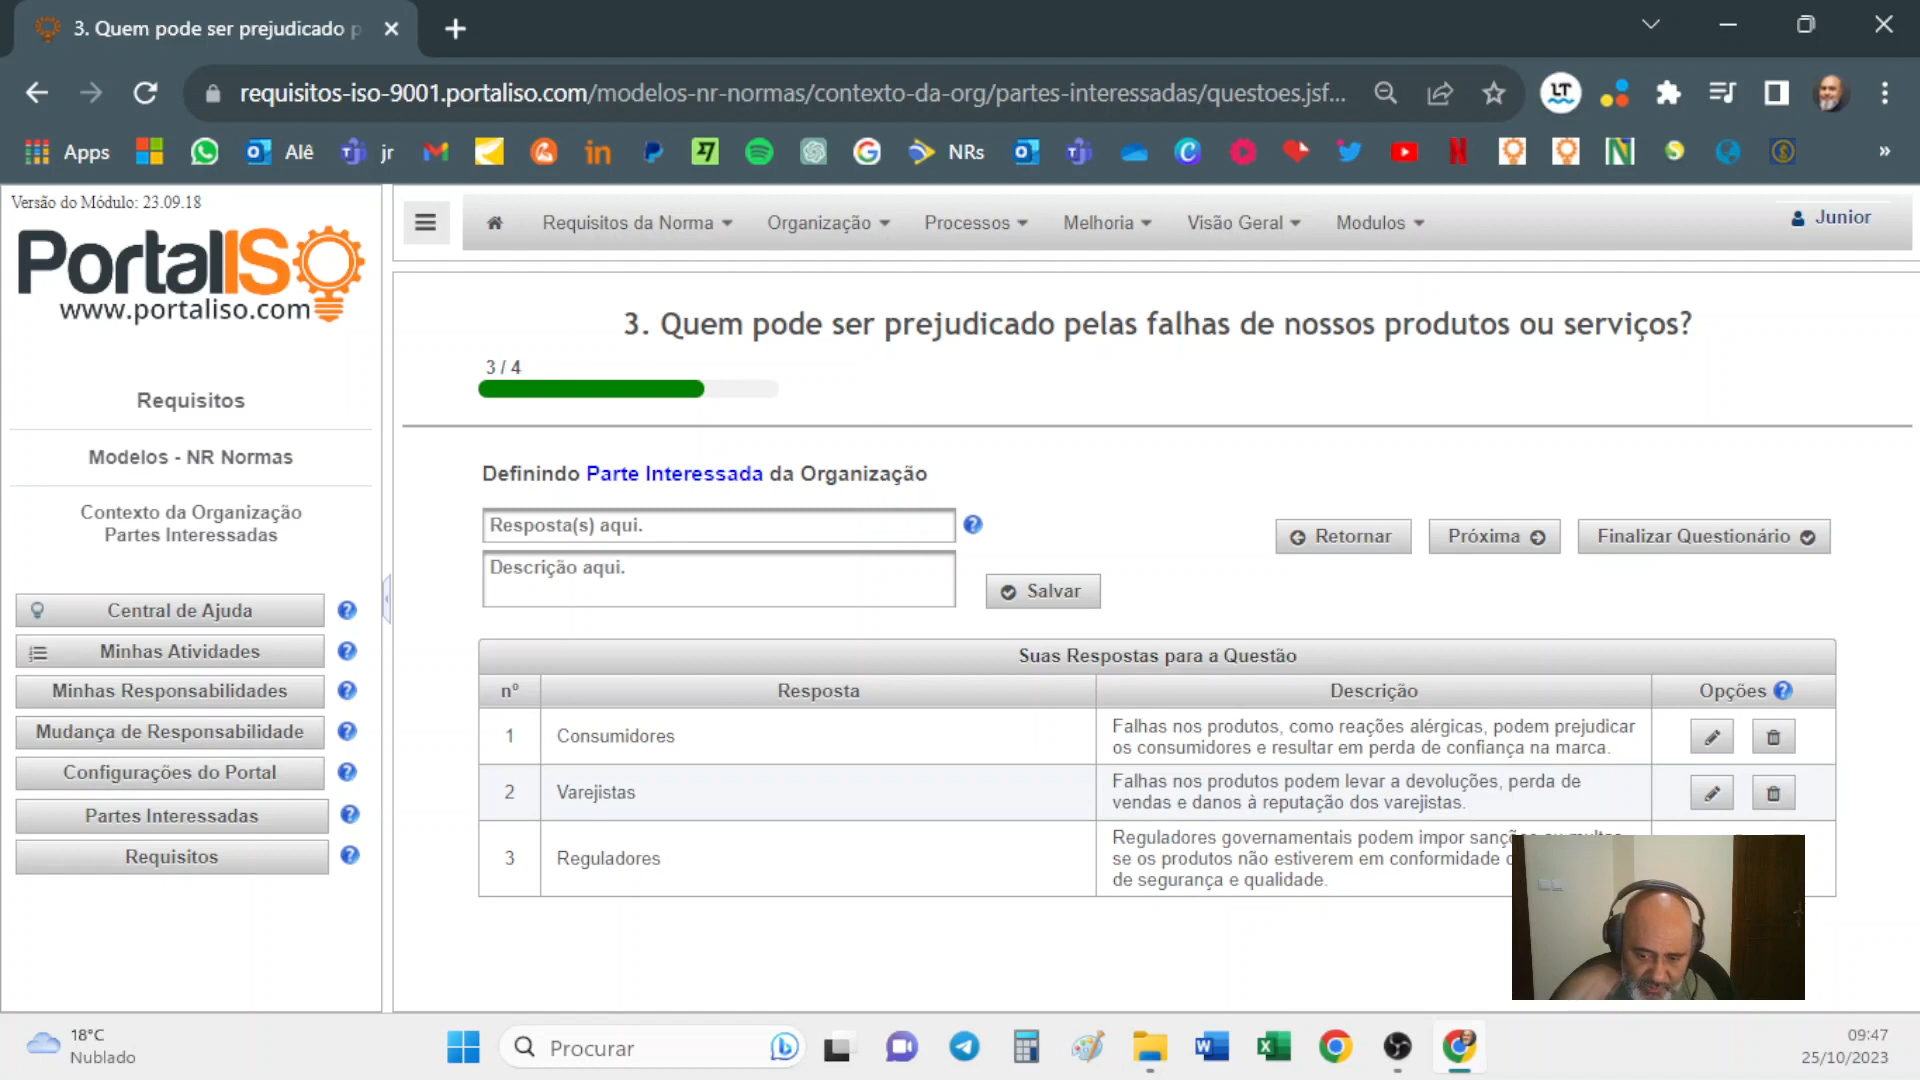 3. Quem pode ser prejudicado p
requisitos-iso-9001.portaliso.com/modelos-nr-normas/contexto-da-org/partes-interessadas/questoes.jsf...
Apps
Alê
jr
NRs
Versão do Módulo: 23.09.18
PortalISO
www.portaliso.com
Requisitos
Modelos - NR Normas
Contexto da Organização
Partes Interessadas
Central de Ajuda
Minhas Atividades
Minhas Responsabilidades
Mudança de Responsabilidade
Configurações do Portal
Partes Interessadas
Requisitos
Requisitos da Norma
Organização
Processos
Melhoria
Visão Geral
Modulos
Junior
3. Quem pode ser prejudicado pelas falhas de nossos produtos ou serviços?
3 / 4
Definindo Parte Interessada da Organização
Resposta(s) aqui.
Descrição aqui.
Salvar
Retornar
Próxima
Finalizar Questionário
Suas Respostas para a Questão
nº
Resposta
Descrição
Opções
1
Consumidores
Falhas nos produtos, como reações alérgicas, podem prejudicar
os consumidores e resultar em perda de confiança na marca.
2
Varejistas
Falhas nos produtos podem levar a devoluções, perda de
vendas e danos à reputação dos varejistas.
3
Reguladores
Reguladores governamentais podem impor
se os produtos não estiverem em conformidade
de segurança e qualidade.
18°C
Nublado
Procurar
09:47
25/10/2023